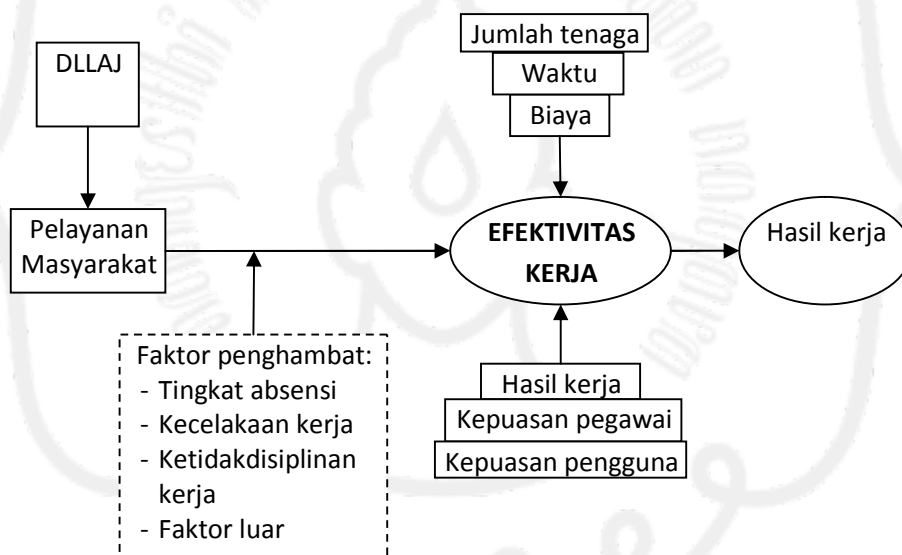 DLLAJ
Pelayanan
Masyarakat
Faktor penghambat:
- Tingkat absensi
- Kecelakaan kerja
- Ketidakdisiplinan
kerja
- Faktor luar
Jumlah tenaga
Waktu
Biaya
EFEKTIVITAS
KERJA
Hasil kerja
Kepuasan pegawai
Kepuasan pengguna
Hasil kerja